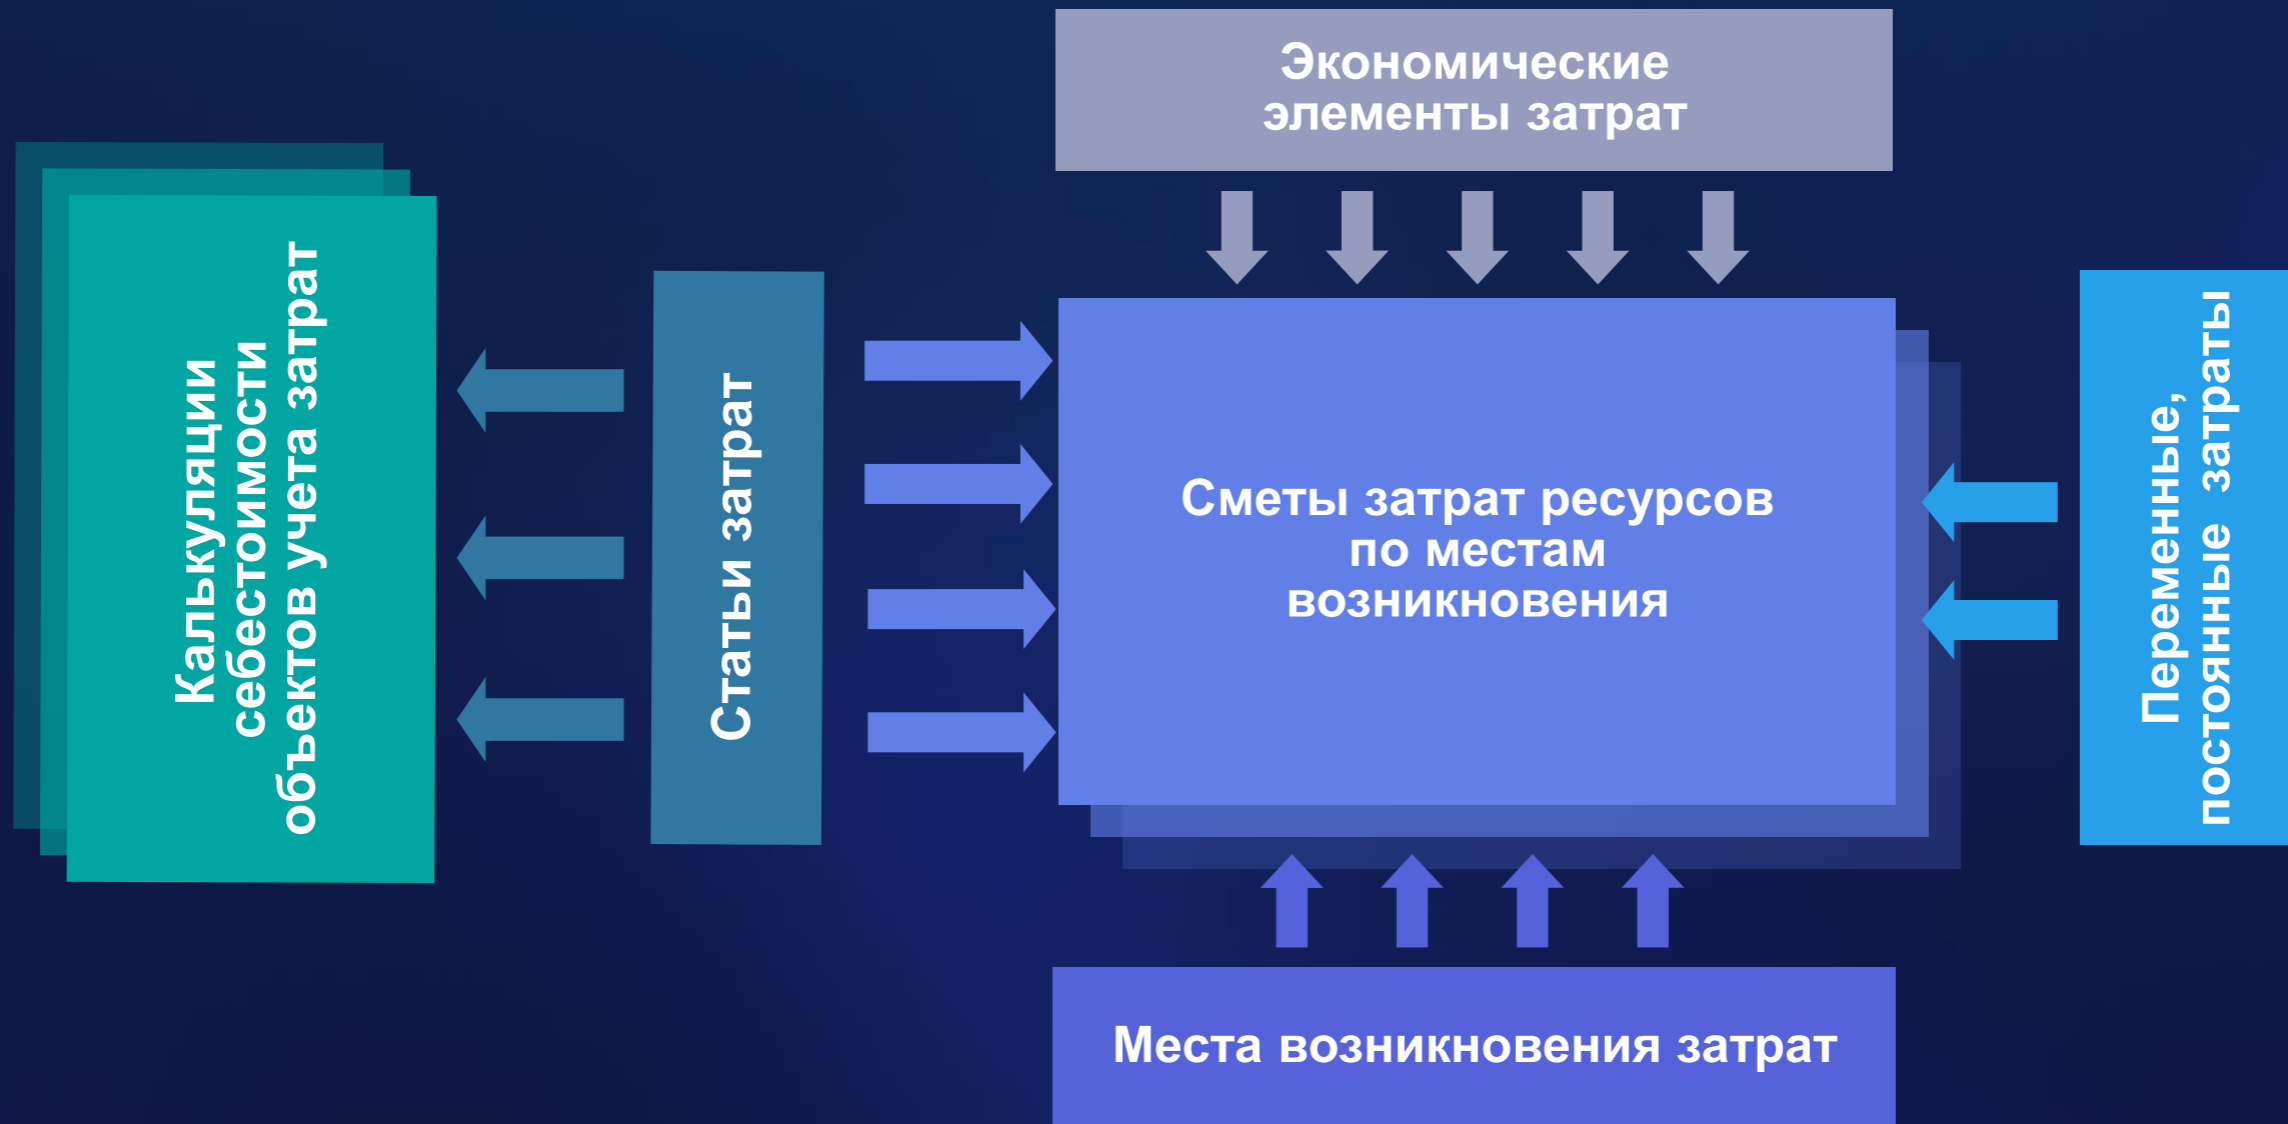 Экономические
элементы затрат
Калькуляции
себестоимости
объектов учета затрат
Статьи затрат
Сметы затрат ресурсов
по местам
возникновения
Переменные,
постоянные затраты
Места возникновения затрат